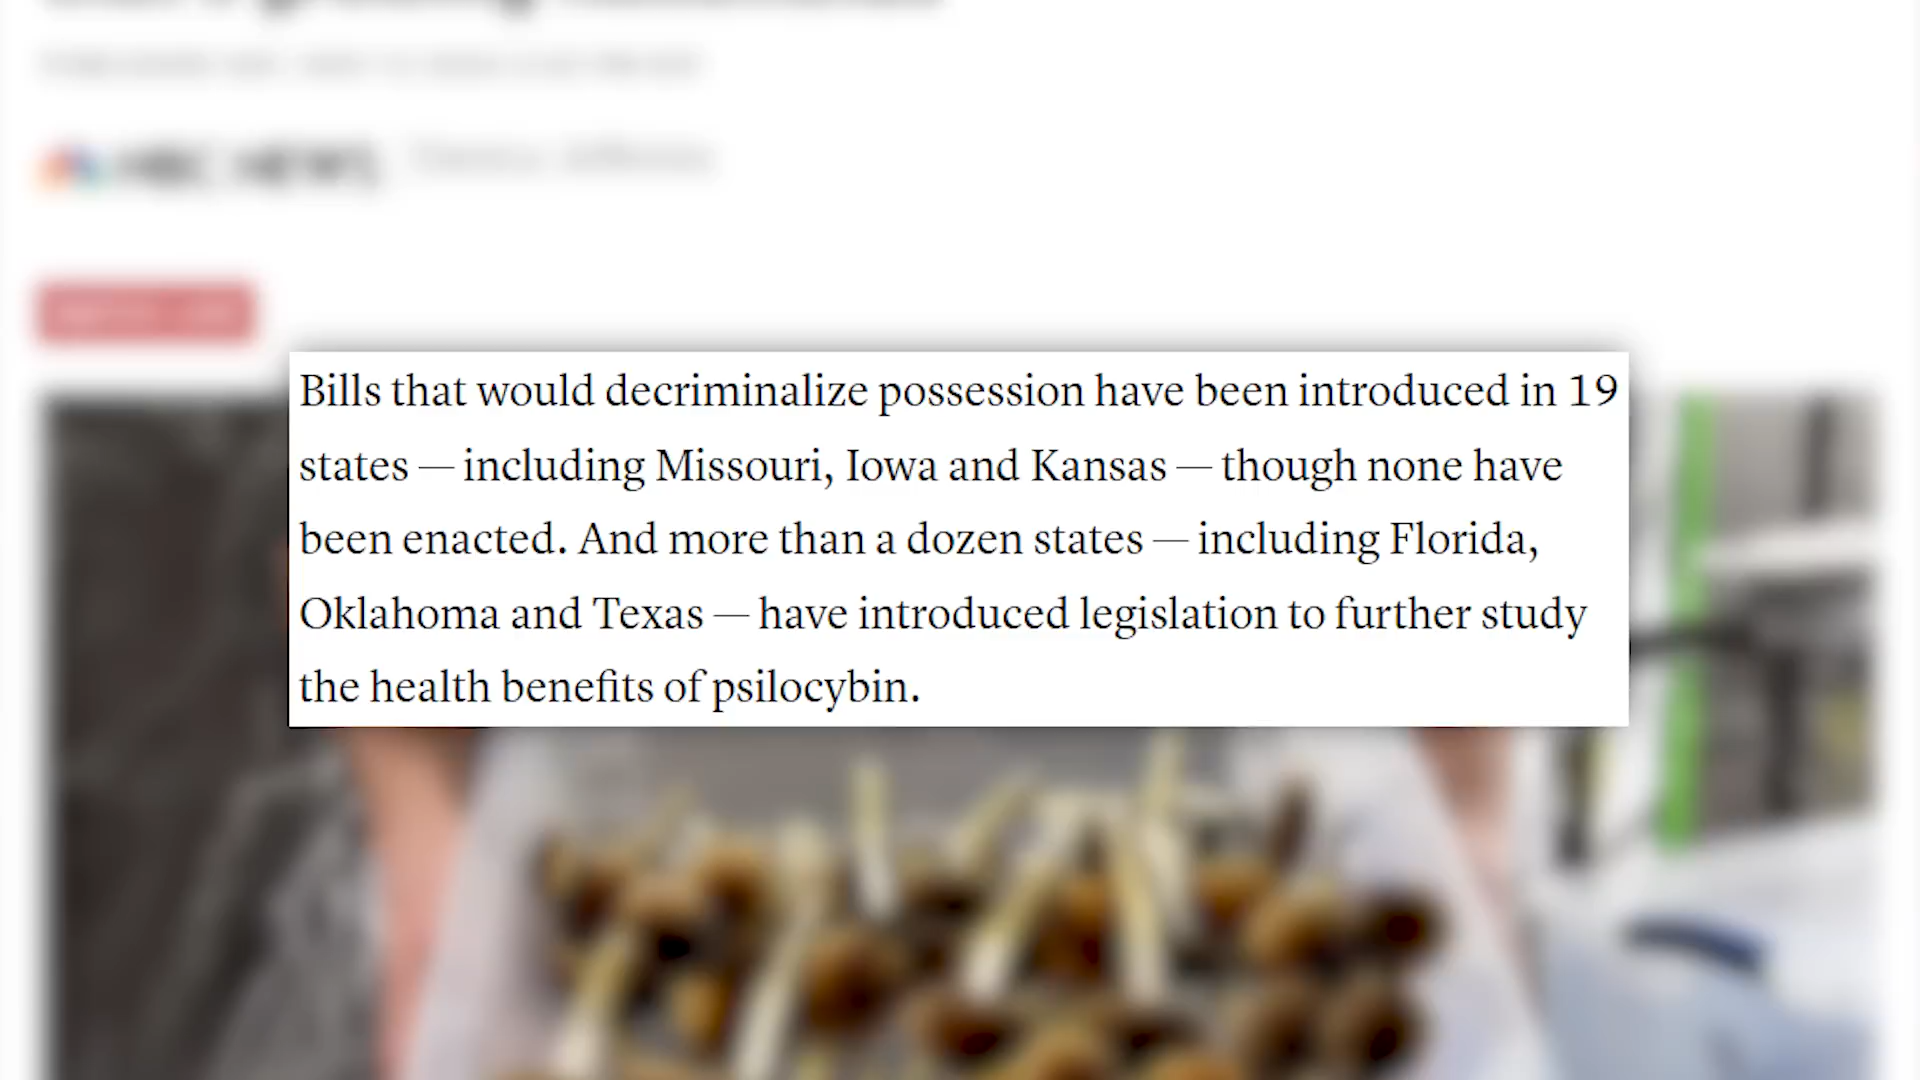 NBC NEWS
Bills that would decriminalize possession have been introduced in 19
states — including Missouri, Iowa and Kansas — though none have
been enacted. And more than a dozen states — including Florida,
Oklahoma and Texas — have introduced legislation to further study
the health benefits of psilocybin.